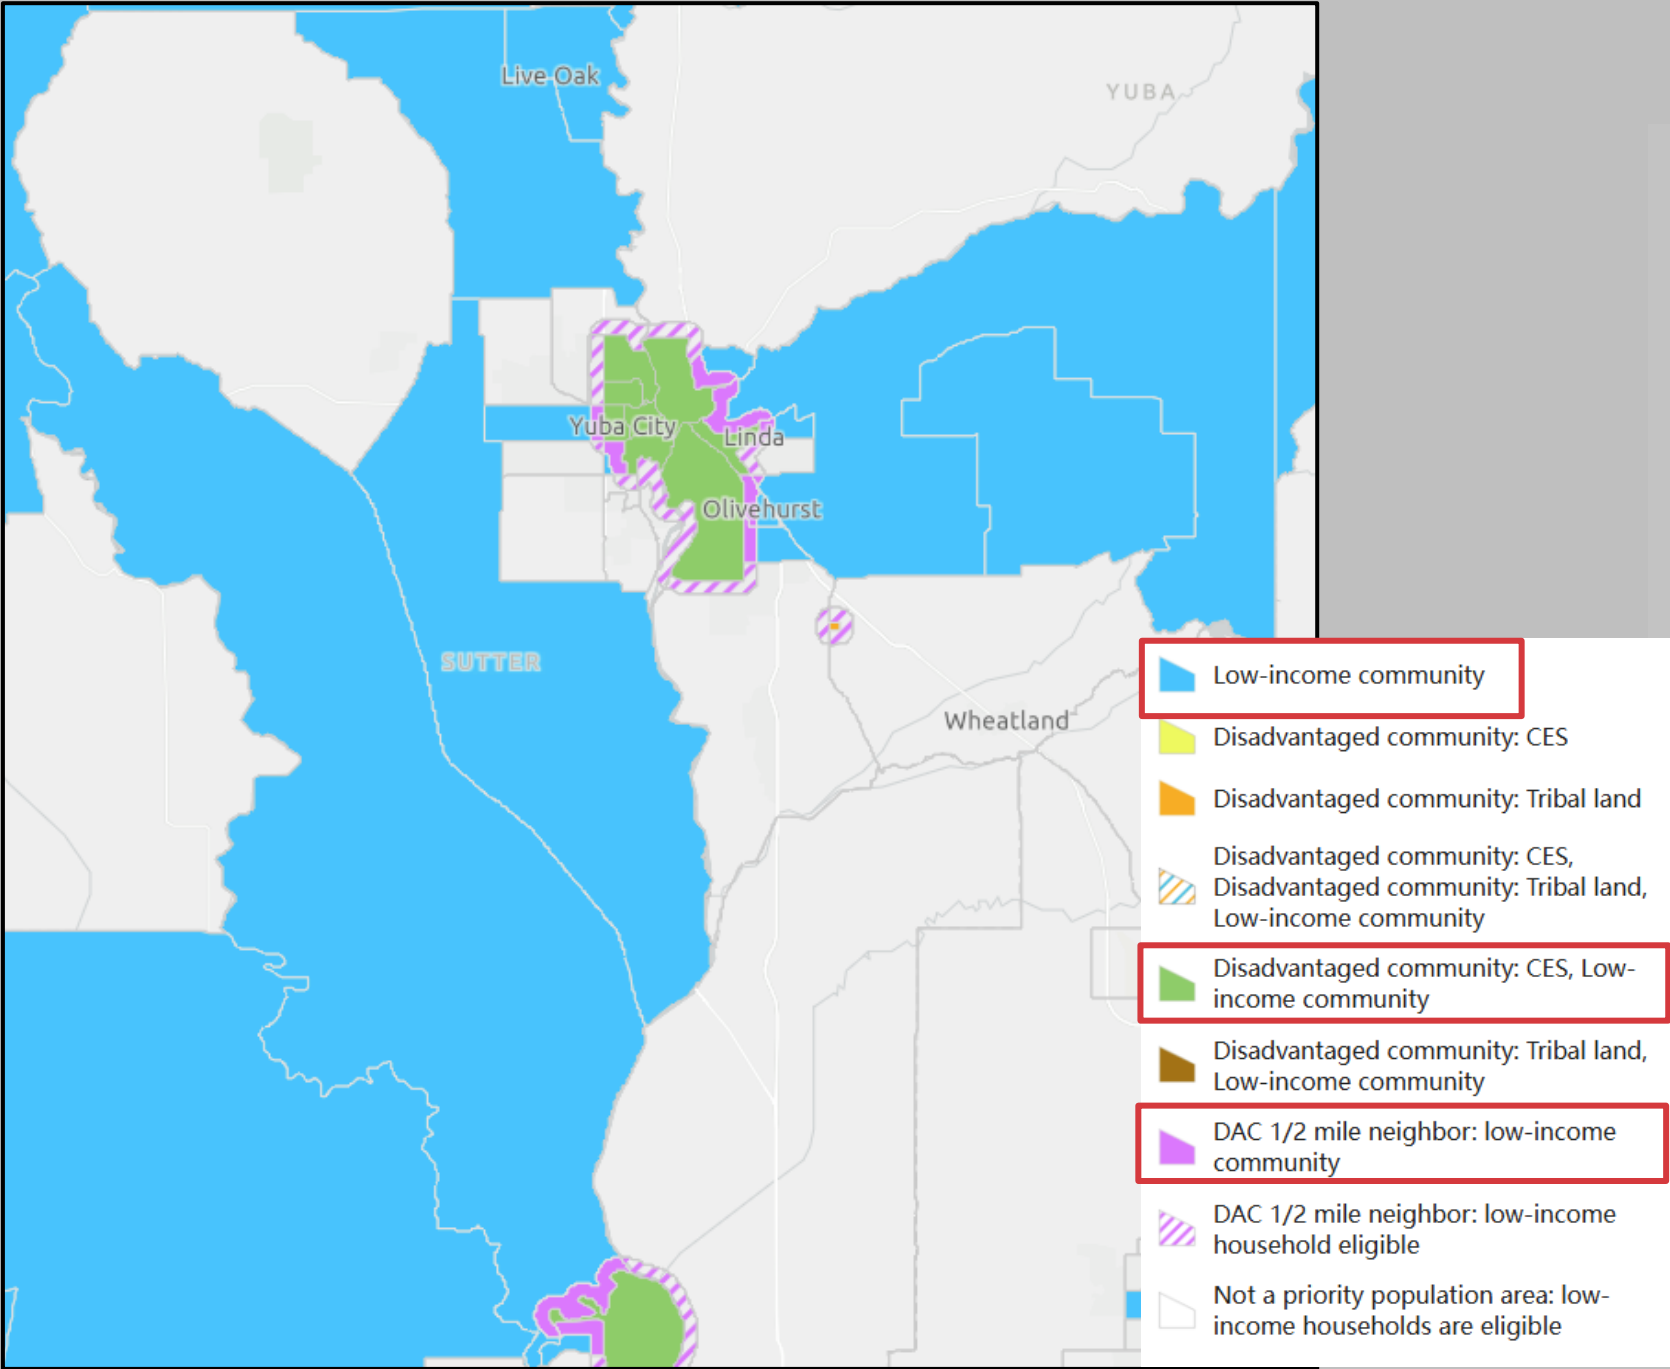 Live Oak
YUBA
Yuba City
Linda
Olivehurst
SUTTER
Wheatland
Low-income community
Disadvantaged community: CES
Disadvantaged community: Tribal land
Disadvantaged community: CES,
Disadvantaged community: Tribal land,
Low-income community
Disadvantaged community: CES, Low-
income community
Disadvantaged community: Tribal land,
Low-income community
DAC 1/2 mile neighbor: low-income
community
DAC 1/2 mile neighbor: low-income
household eligible
Not a priority population area: low-
income households are eligible